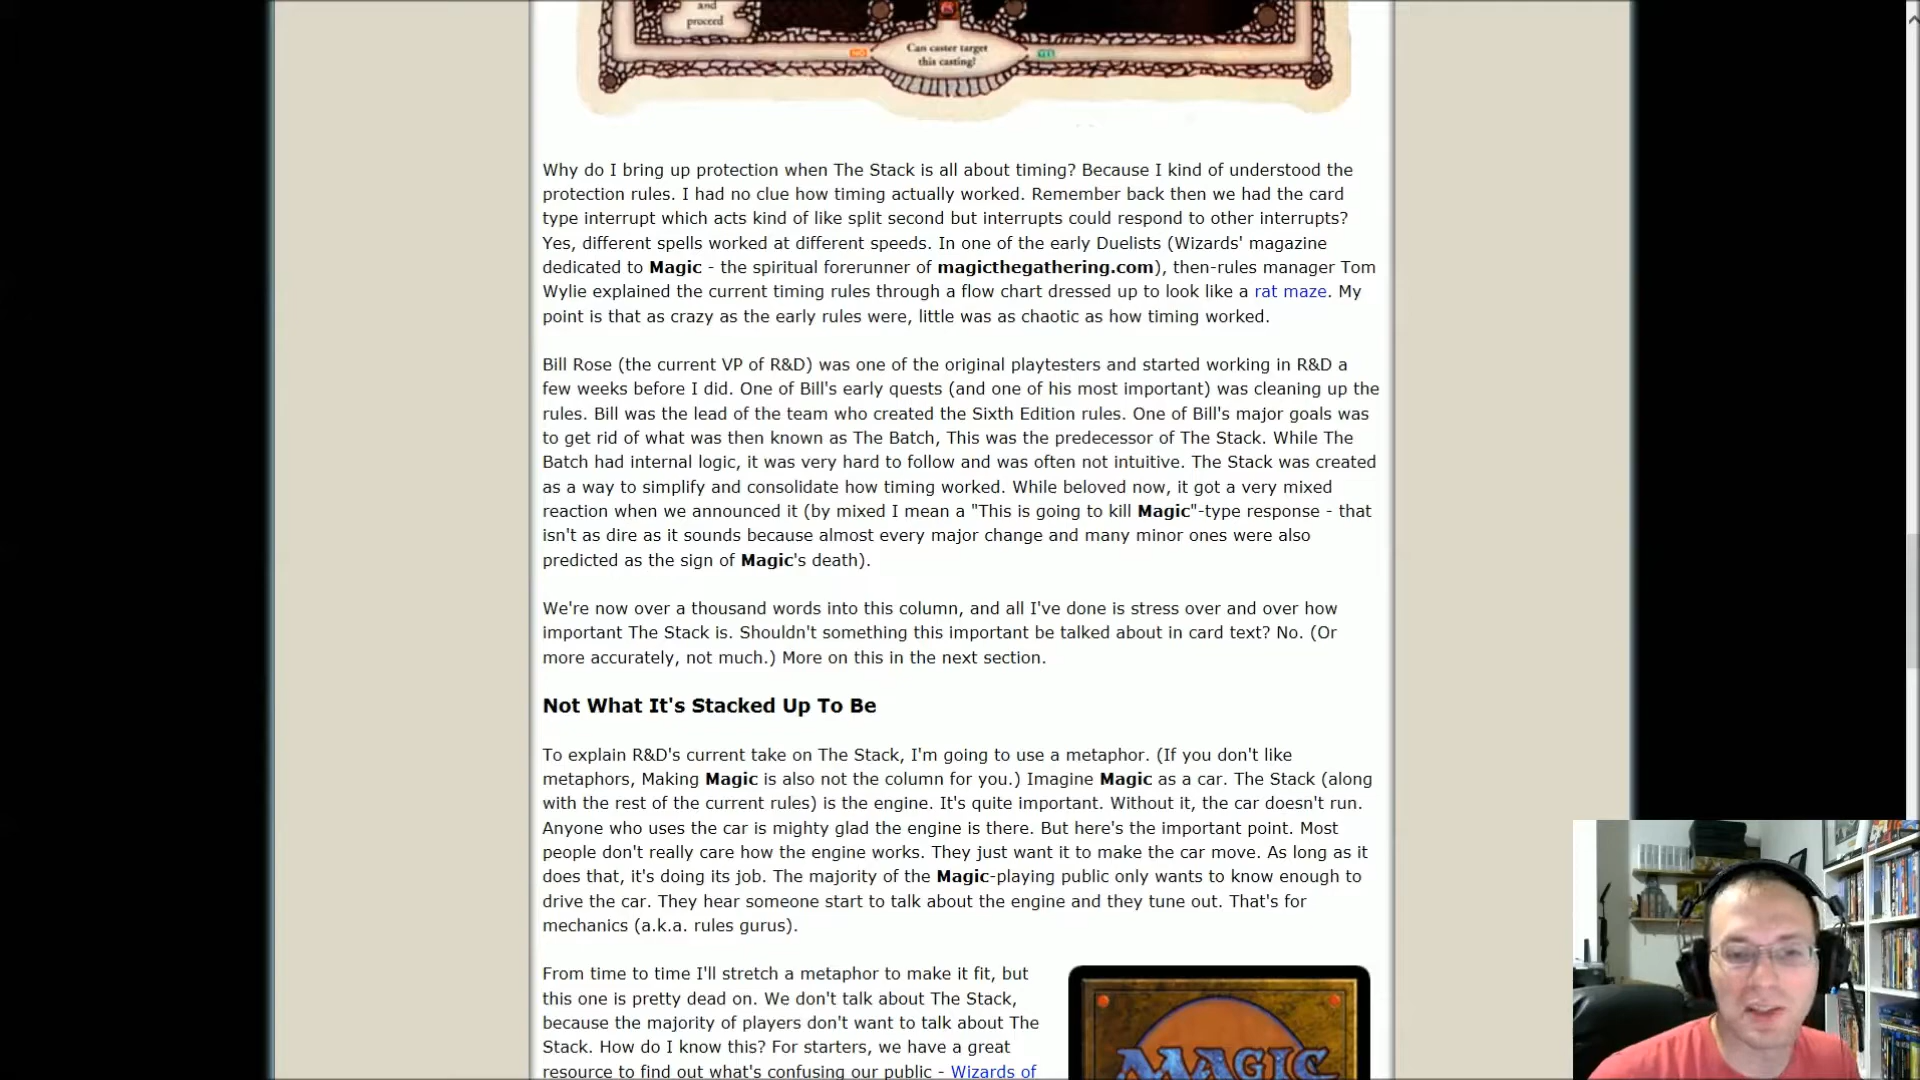 and
proceed
NO
Can caster target
this casting?
YES
Why do I bring up protection when The Stack is all about timing? Because I kind of understood the
protection rules. I had no clue how timing actually worked. Remember back then we had the card
type interrupt which acts kind of like split second but interrupts could respond to other interrupts?
Yes, different spells worked at different speeds. In one of the early Duelists (Wizards' magazine
dedicated to Magic - the spiritual forerunner of magicthegathering.com), then-rules manager Tom
Wylie explained the current timing rules through a flow chart dressed up to look like a rat maze. My
point is that as crazy as the early rules were, little was as chaotic as how timing worked.
Bill Rose (the current VP of R&D) was one of the original playtesters and started working in R&D a
few weeks before I did. One of Bill's early quests (and one of his most important) was cleaning up the
rules. Bill was the lead of the team who created the Sixth Edition rules. One of Bill's major goals was
to get rid of what was then known as The Batch, This was the predecessor of The Stack. While The
Batch had internal logic, it was very hard to follow and was often not intuitive. The Stack was created
as a way to simplify and consolidate how timing worked. While beloved now, it got a very mixed
reaction when we announced it (by mixed I mean a "This is going to kill Magic"-type response - that
isn't as dire as it sounds because almost every major change and many minor ones were also
predicted as the sign of Magic's death).
We're now over a thousand words into this column, and all I've done is stress over and over how
important The Stack is. Shouldn't something this important be talked about in card text? No. (Or
more accurately, not much.) More on this in the next section.
Not What It's Stacked Up To Be
To explain R&D's current take on The Stack, I'm going to use a metaphor. (If you don't like
metaphors, Making Magic is also not the column for you.) Imagine Magic as a car. The Stack (along
with the rest of the current rules) is the engine. It's quite important. Without it, the car doesn't run.
Anyone who uses the car is mighty glad the engine is there. But here's the important point. Most
people don't really care how the engine works. They just want it to make the car move. As long as it
does that, it's doing its job. The majority of the Magic-playing public only wants to know enough to
drive the car. They hear someone start to talk about the engine and they tune out. That's for
mechanics (a.k.a. rules gurus).
From time to time I'll stretch a metaphor to make it fit, but
this one is pretty dead on. We don't talk about The Stack,
because the majority of players don't want to talk about The
Stack. How do I know this? For starters, we have a great
resource to find out what's confusing our public - Wizards of
MAGIC